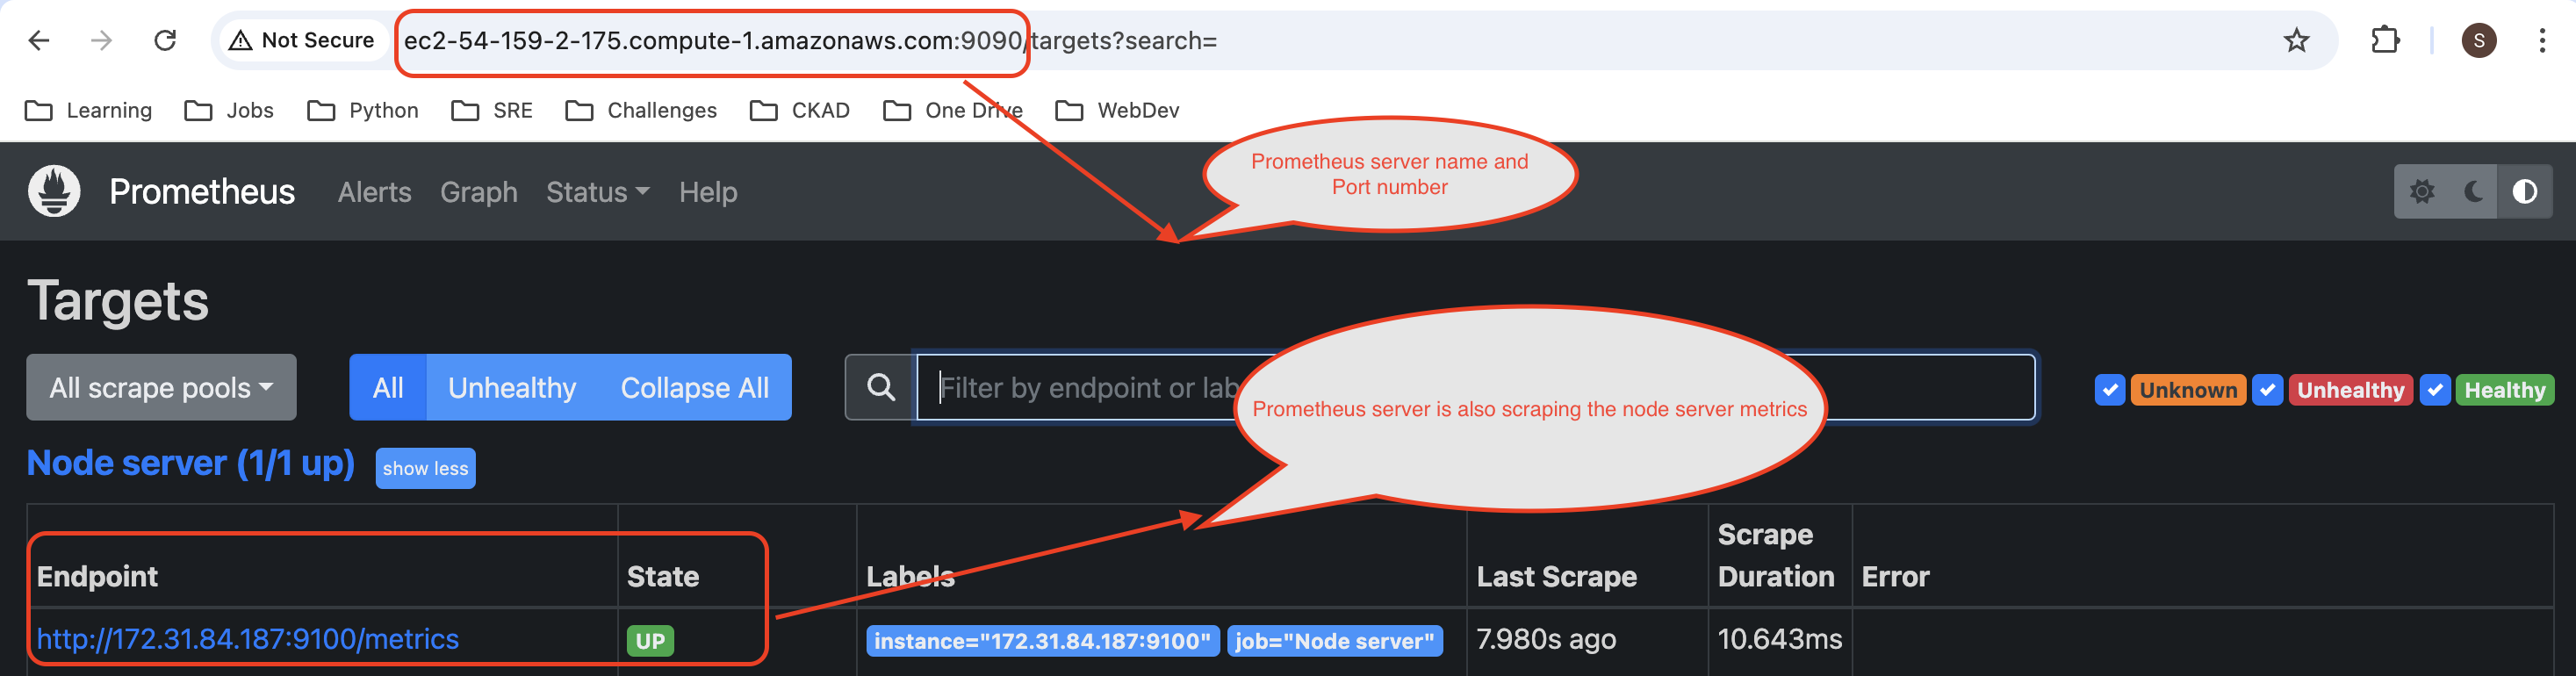 Not Secure ec2-54-159-2-175.compute-1.amazonaws.com:9090/targets?search= S
Learning Jobs Python SRE Challenges CKAD One Drive WebDev
Prometheus Alerts Graph Status Help
Prometheus server name and
Port number
Targets
All scrape pools All Unhealthy Collapse All Filter by endpoint or Unknown Unhealthy Healthy
Prometheus server is also scraping the node server metrics
Node server (1/1 up) show less
Endpoint State Labels Last Scrape Scrape Duration Error
http://172.31.84.187:9100/metrics UP instance="172.31.84.187:9100" job="Node server" 7.980s ago 10.643ms